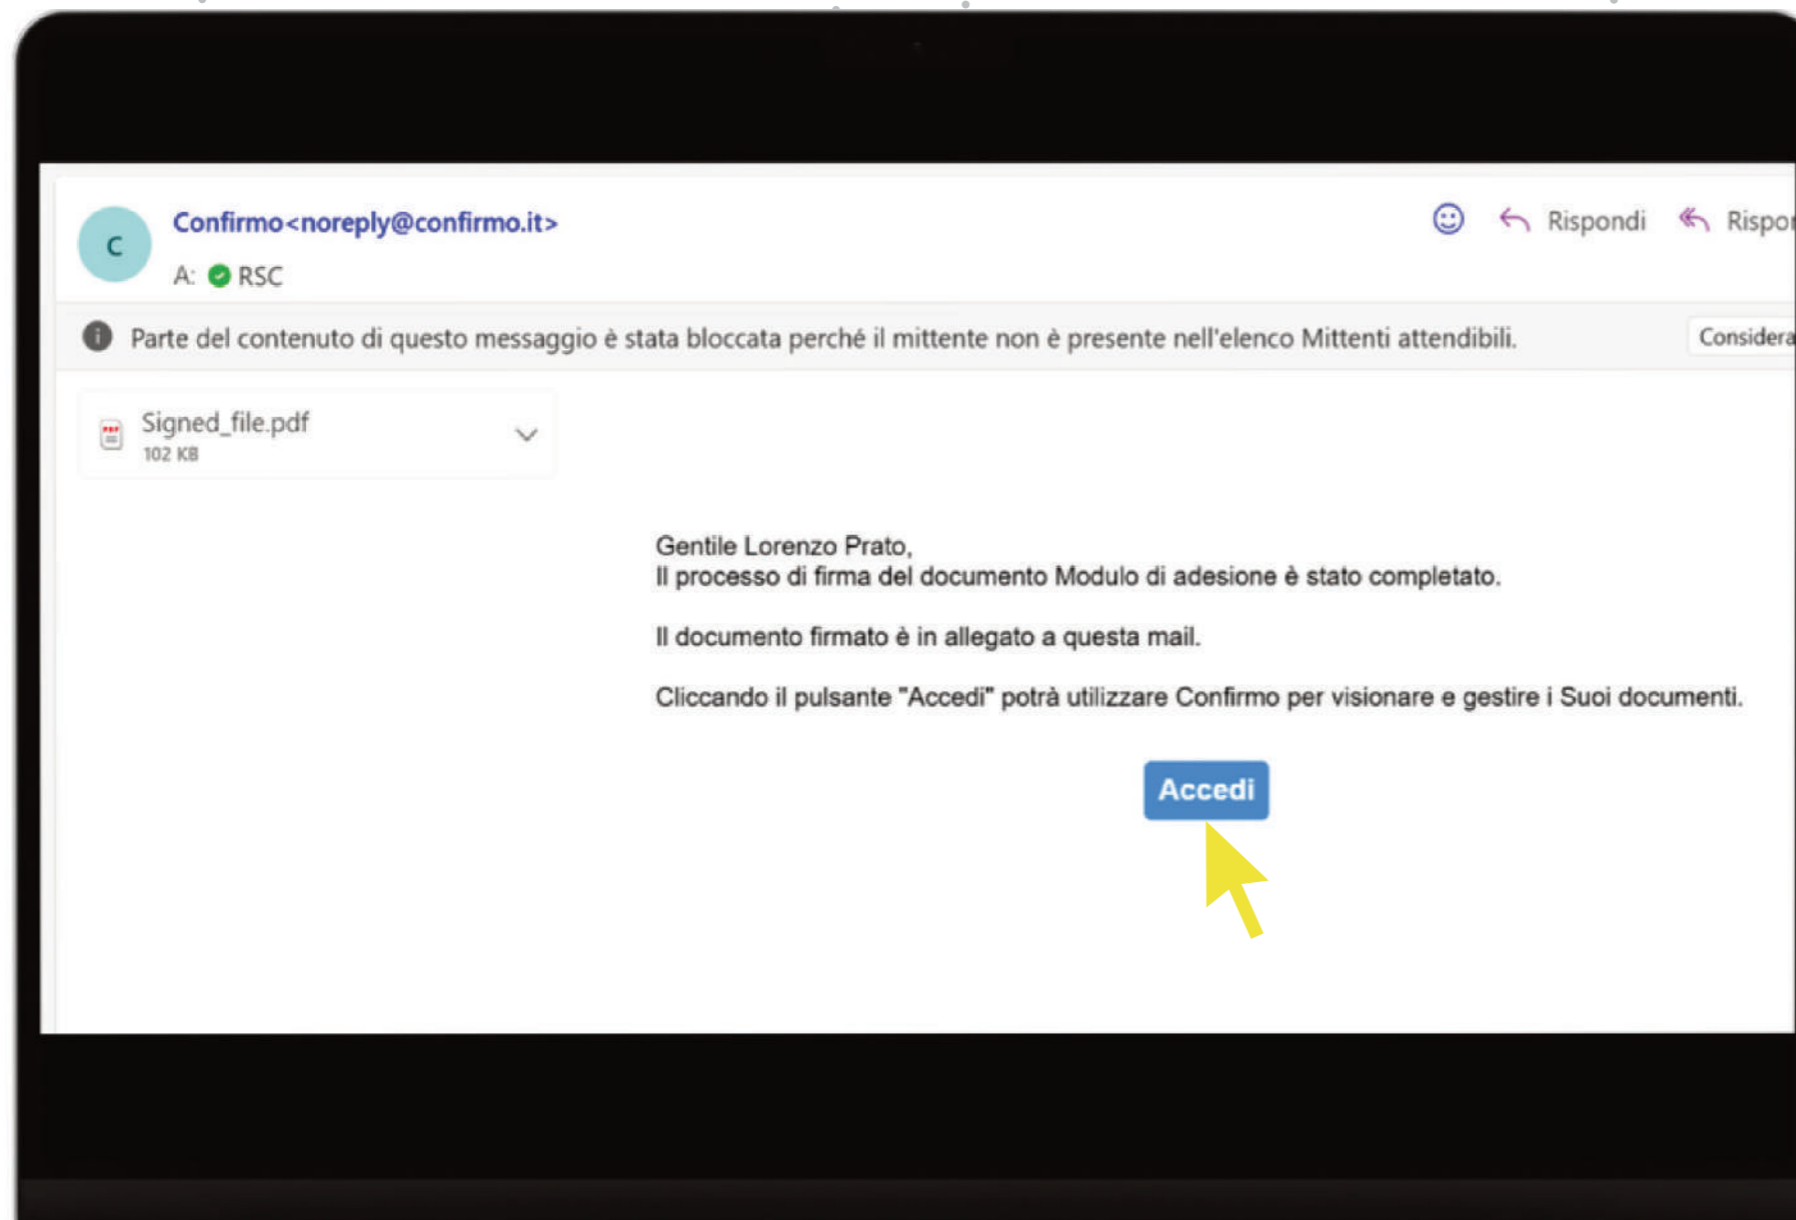 C
Confirmo<noreply@confirmo.it>
Rispondi
A: RSC
Parte del contenuto di questo messaggio è stata bloccata perché il mittente non è presente nell'elenco Mittenti attendibili.
Considera
PDF
Signed_file.pdf
102 KB
Gentile Lorenzo Prato,
Il processo di firma del documento Modulo di adesione è stato completato.
Il documento firmato è in allegato a questa mail.
Cliccando il pulsante "Accedi" potrà utilizzare Confirmo per visionare e gestire i Suoi documenti.
Accedi